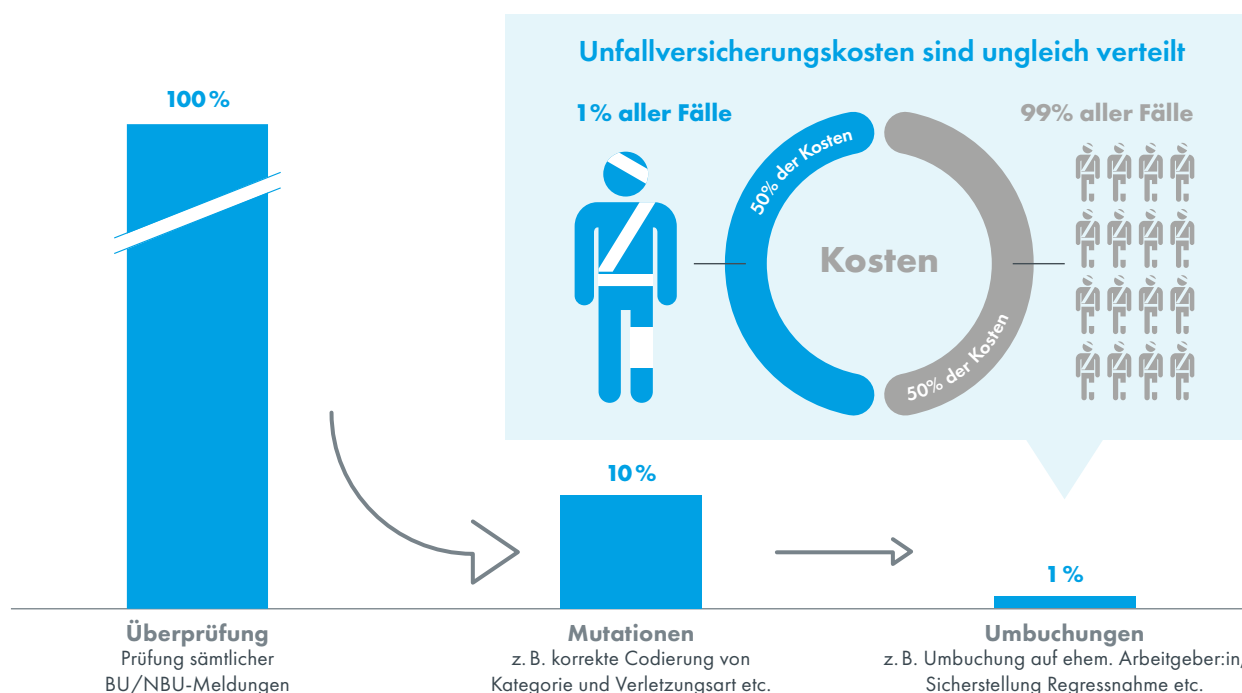 Unfallversicherungskosten sind ungleich verteilt
1% aller Fälle
99% aller Fälle
50% der Kosten
Kosten
50% der Kosten
100%
10%
1%
Überprüfung
Prüfung sämtlicher
BU/NBU-Meldungen
Mutationen
z. B. korrekte Codierung von
Kategorie und Verletzungsart etc.
Umbuchungen
z. B. Umbuchung auf ehem. Arbeitgeber:in,
Sicherstellung Regressnahme etc.